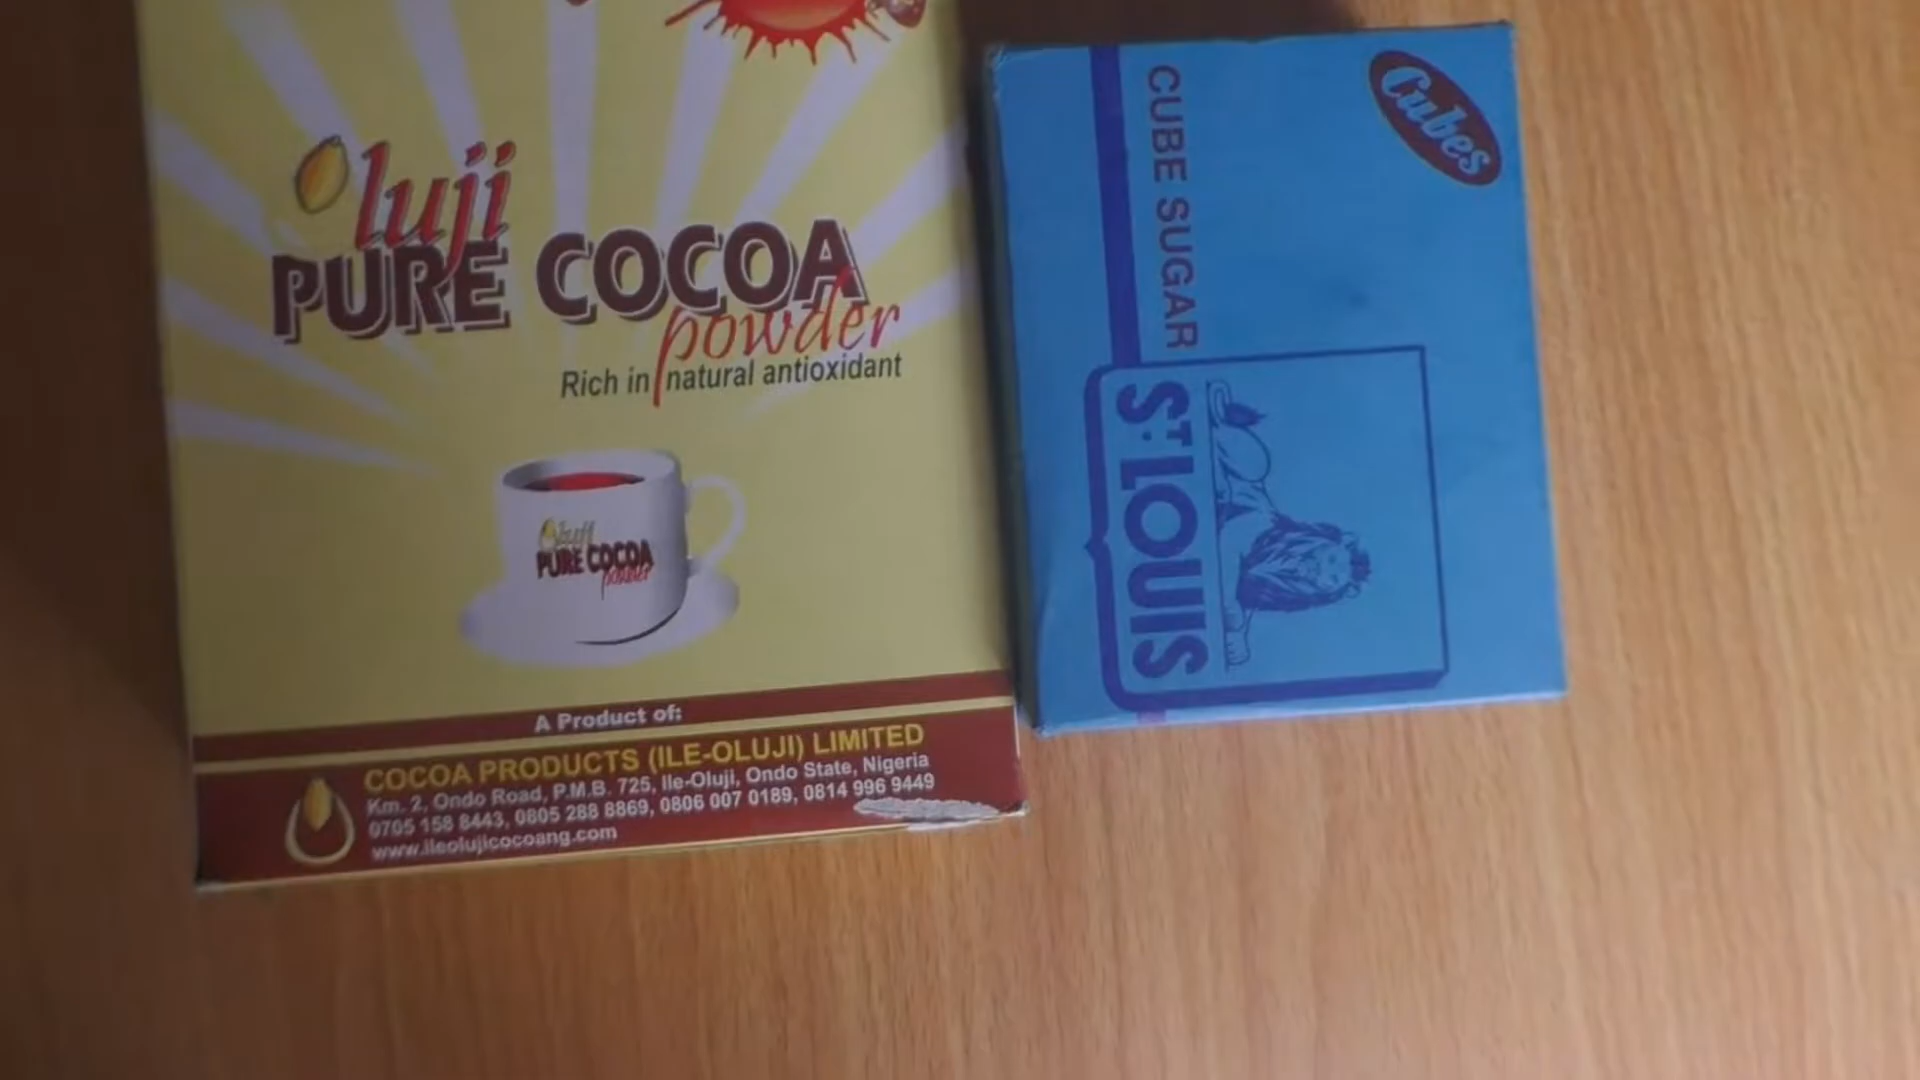 Oluji
PURE COCOA
powder
Rich in natural antioxidant
Oluji
PURE COCOA
powder
A Product of:
COCOA PRODUCTS (ILE-OLUJI) LIMITED
Km. 2, Ondo Road, P.M.B. 725, Ile-Oluji, Ondo State, Nigeria
0705 158 8443, 0805 288 8869, 0806 007 0189, 0814 996 9449
www.ileolujicocoang.com
Cubes
CUBE SUGAR
ST. LOUIS